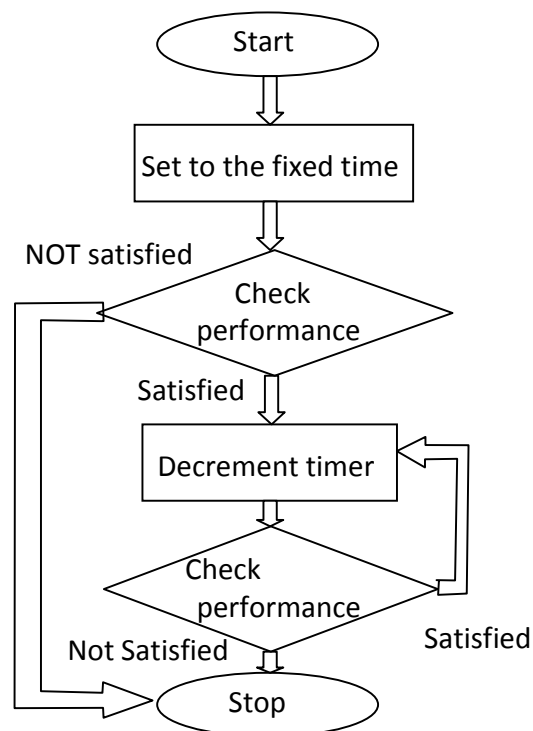 Start
Set to the fixed time
NOT satisfied
Check
performance
Satisfied
Decrement timer
Check
performance
Satisfied
Not Satisfied
Stop